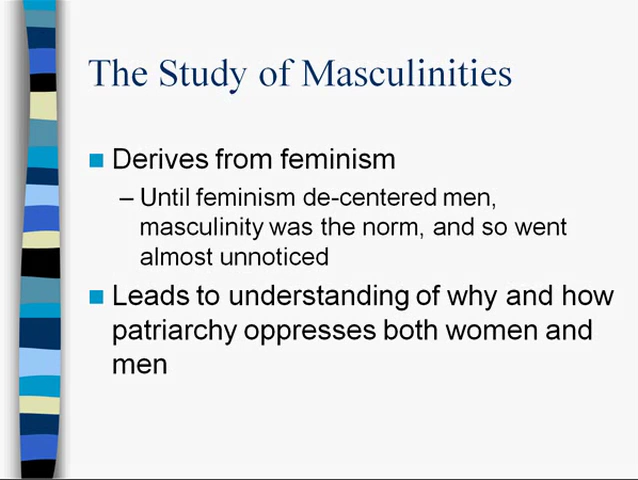 The Study of Masculinities
Derives from feminism
– Until feminism de-centered men,
masculinity was the norm, and so went
almost unnoticed
Leads to understanding of why and how
patriarchy oppresses both women and
men